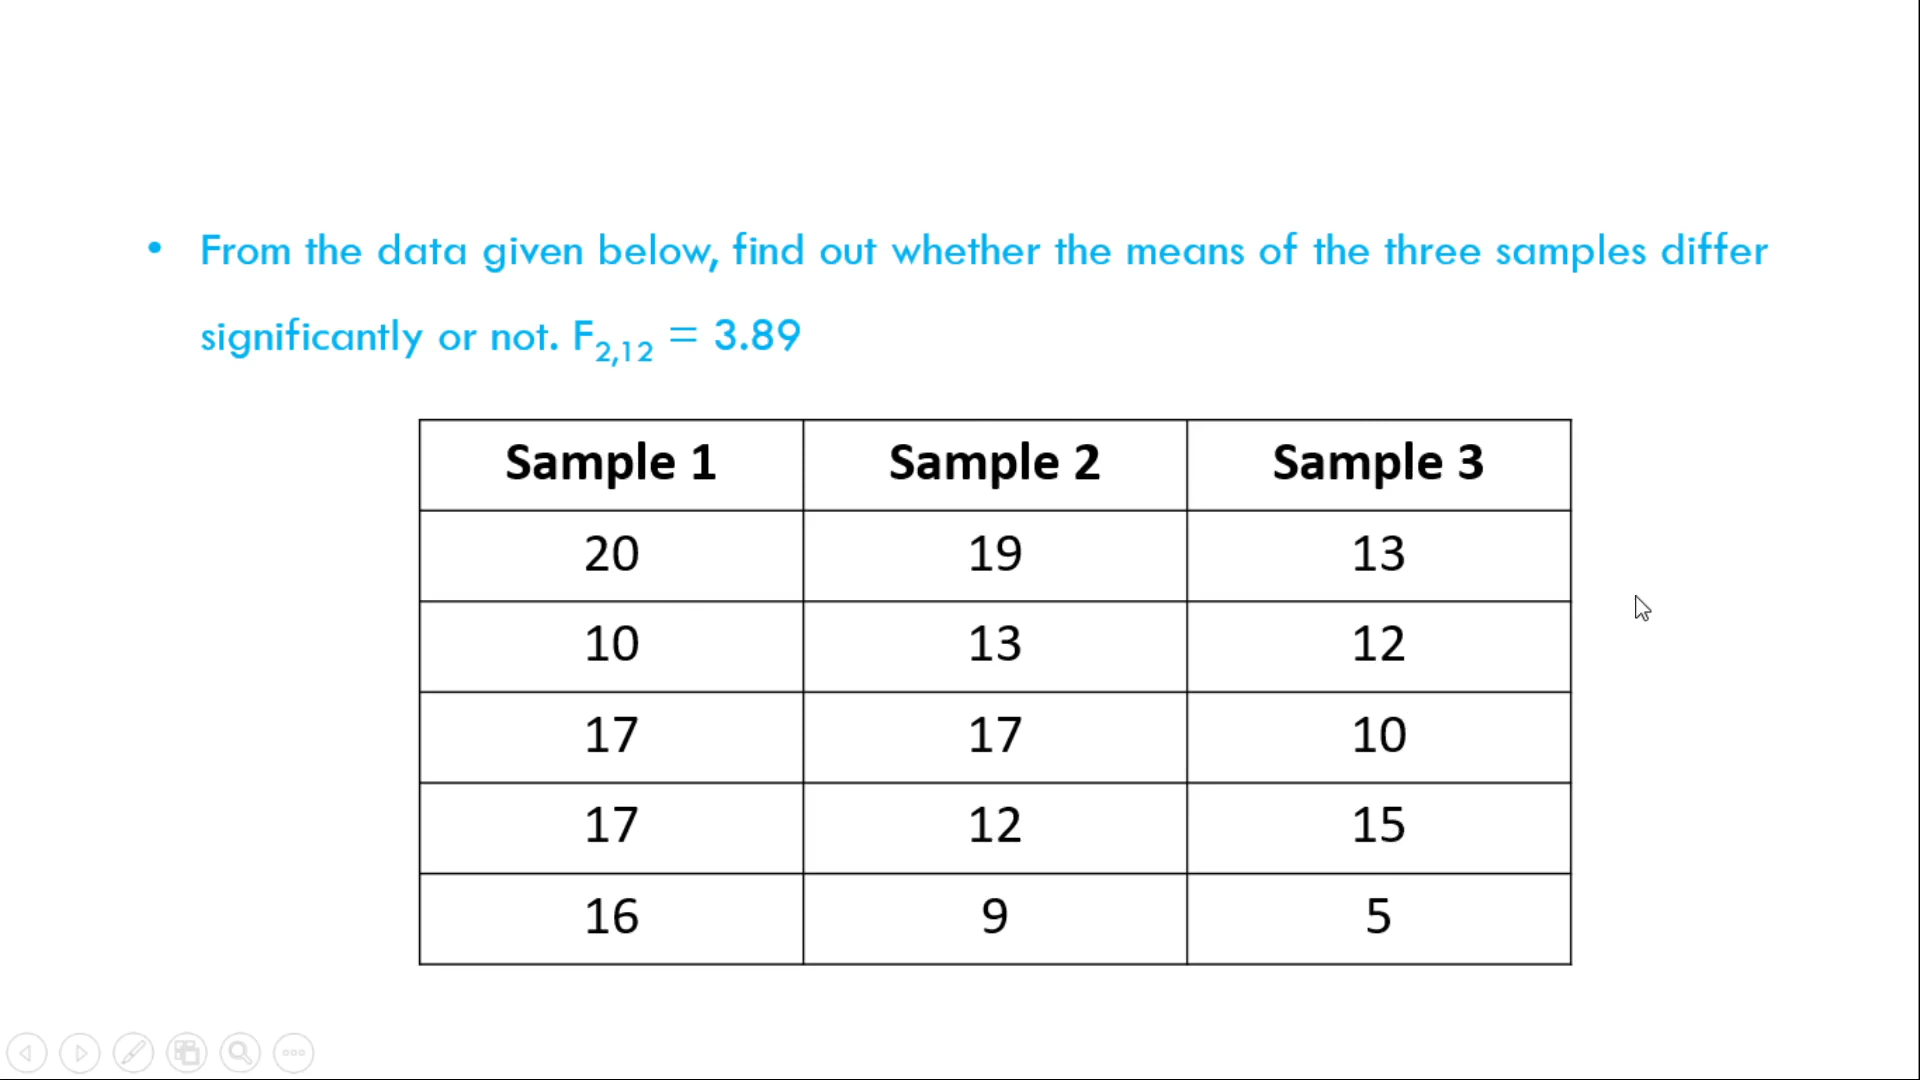 • From the data given below, find out whether the means of the three samples differ
significantly or not. F2,12 = 3.89
Sample 1 Sample 2 Sample 3
20 19 13
10 13 12
17 17 10
17 12 15
16 9 5